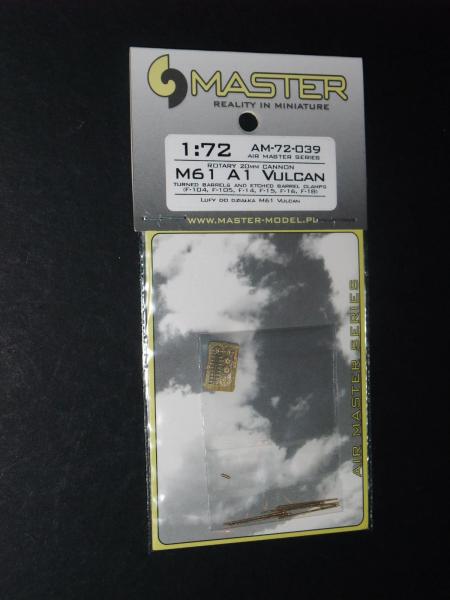 MASTER
REALITY IN MINIATURE
1:72 AM-72-039
AIR MASTER SERIES
ROTARY 20MM CANNON
M61 A1 VULCAN
TURNED BARRELS AND ETCHED BARREL CLAMPS
(F-104, F-105, F-14, F-15, F-16, F-18)
LUFY DO DZIAŁKA M61 VULCAN
WWW.MASTER-MODEL.PL
AIR MASTER SERIES